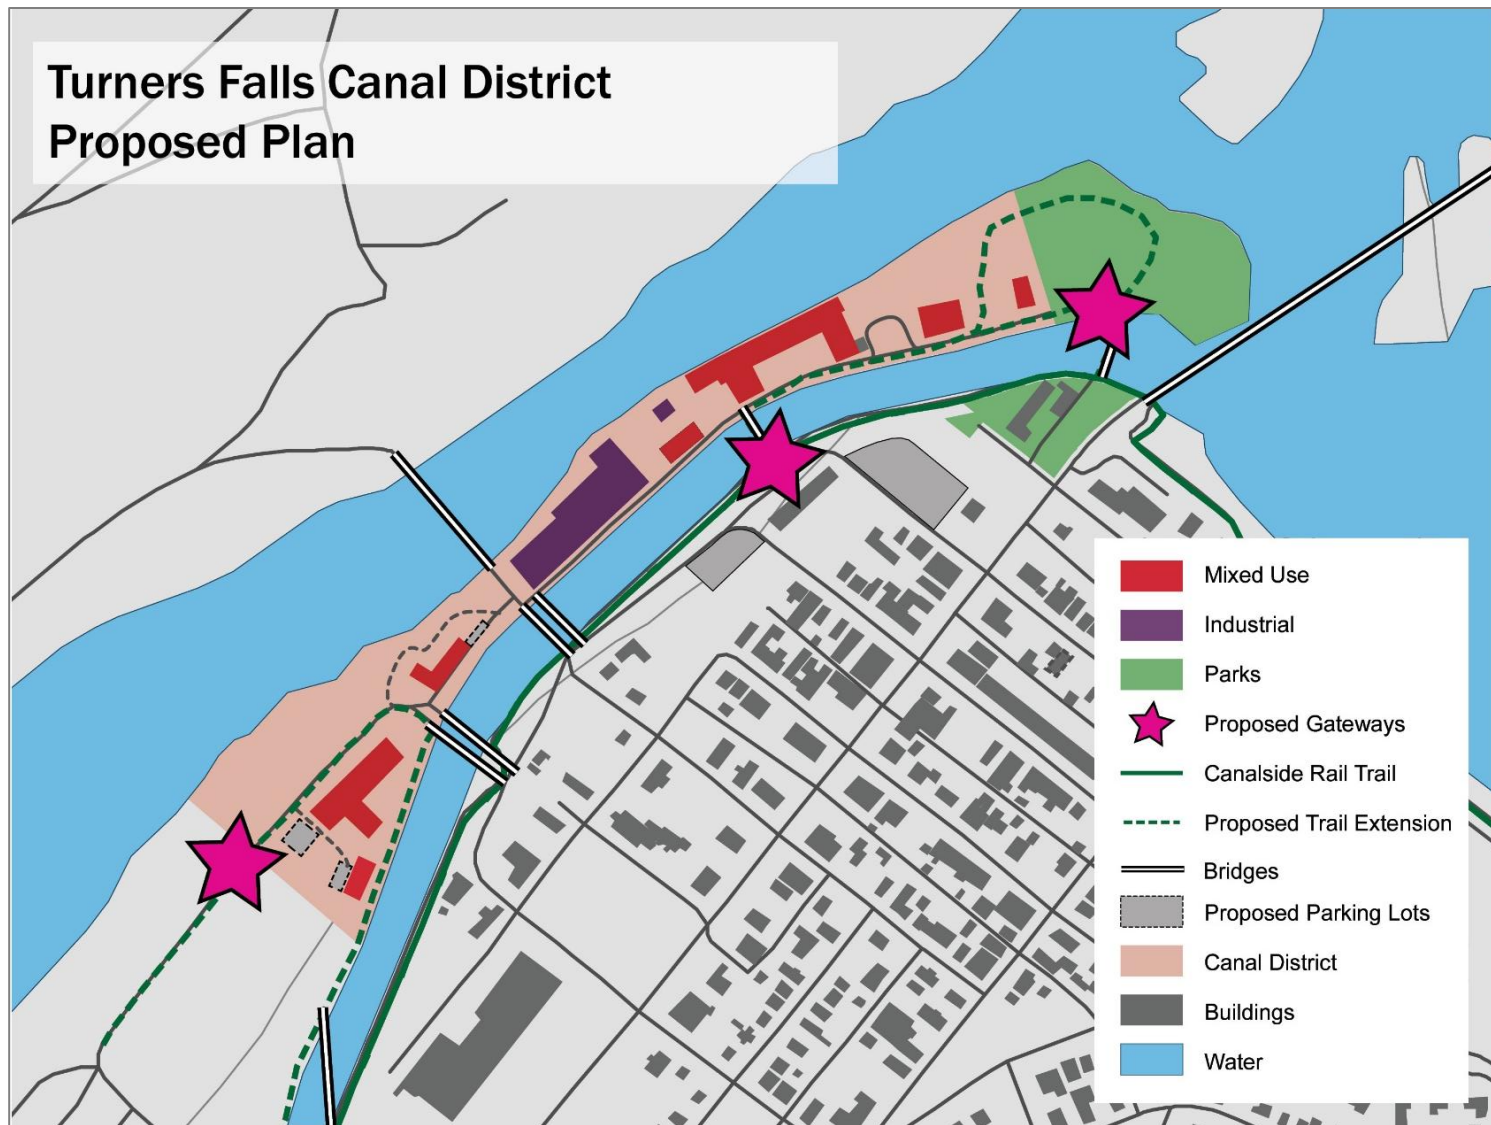 Turners Falls Canal District
Proposed Plan
Mixed Use
Industrial
Parks
Proposed Gateways
Canalside Rail Trail
Proposed Trail Extension
Bridges
Proposed Parking Lots
Canal District
Buildings
Water